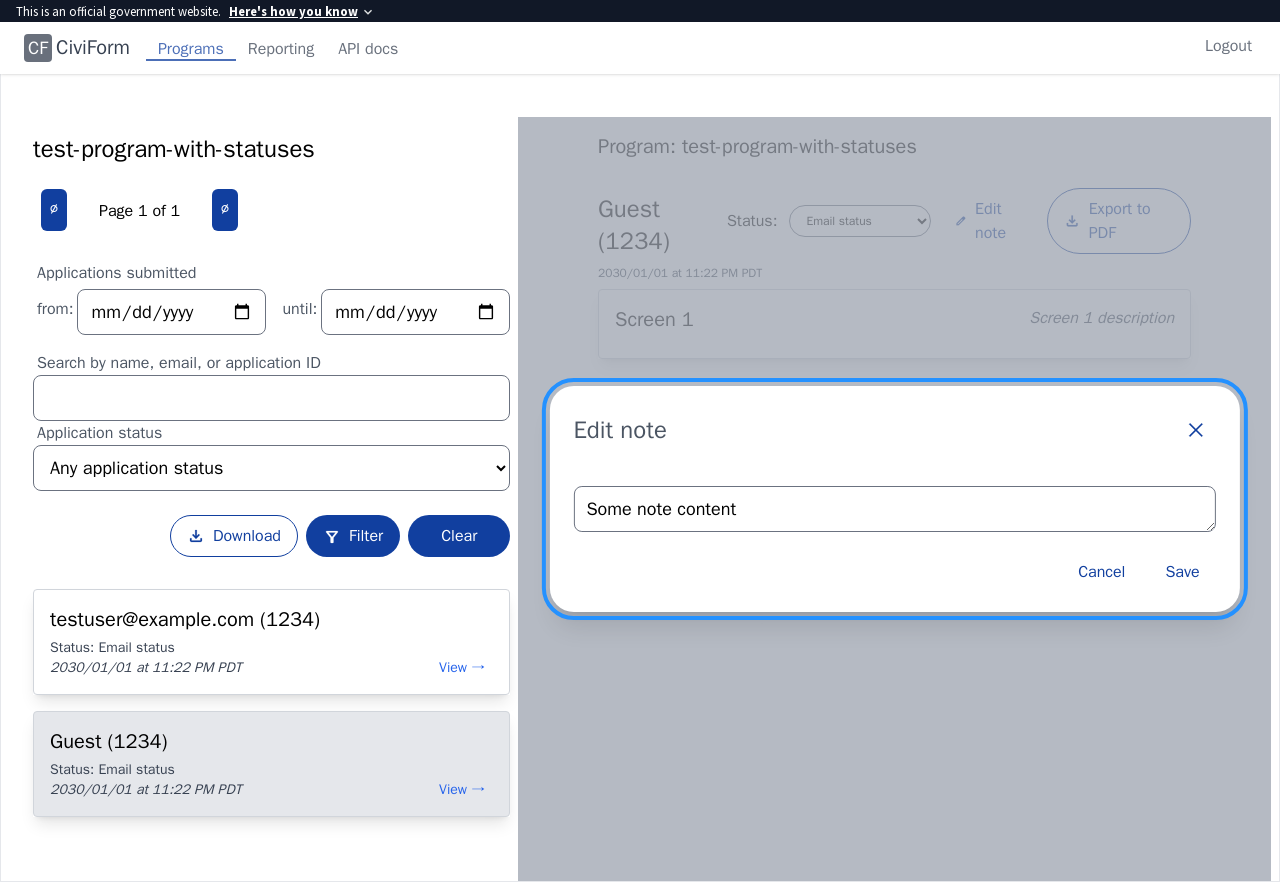 This is an official government website. Here's how you know
CF CiviForm Programs Reporting API docs Logout
test-program-with-statuses
Page 1 of 1
Applications submitted
from: mm/dd/yyyy until: mm/dd/yyyy
Search by name, email, or application ID
Application status
Any application status
Download Filter Clear
testuser@example.com (1234)
Status: Email status
2030/01/01 at 11:22 PM PDT View →
Guest (1234)
Status: Email status
2030/01/01 at 11:22 PM PDT View →
Program: test-program-with-statuses
Guest
(1234)
Status: Email status
Edit
note
Export to
PDF
2030/01/01 at 11:22 PM PDT
Screen 1 Screen 1 description
Edit note
Some note content
Cancel Save